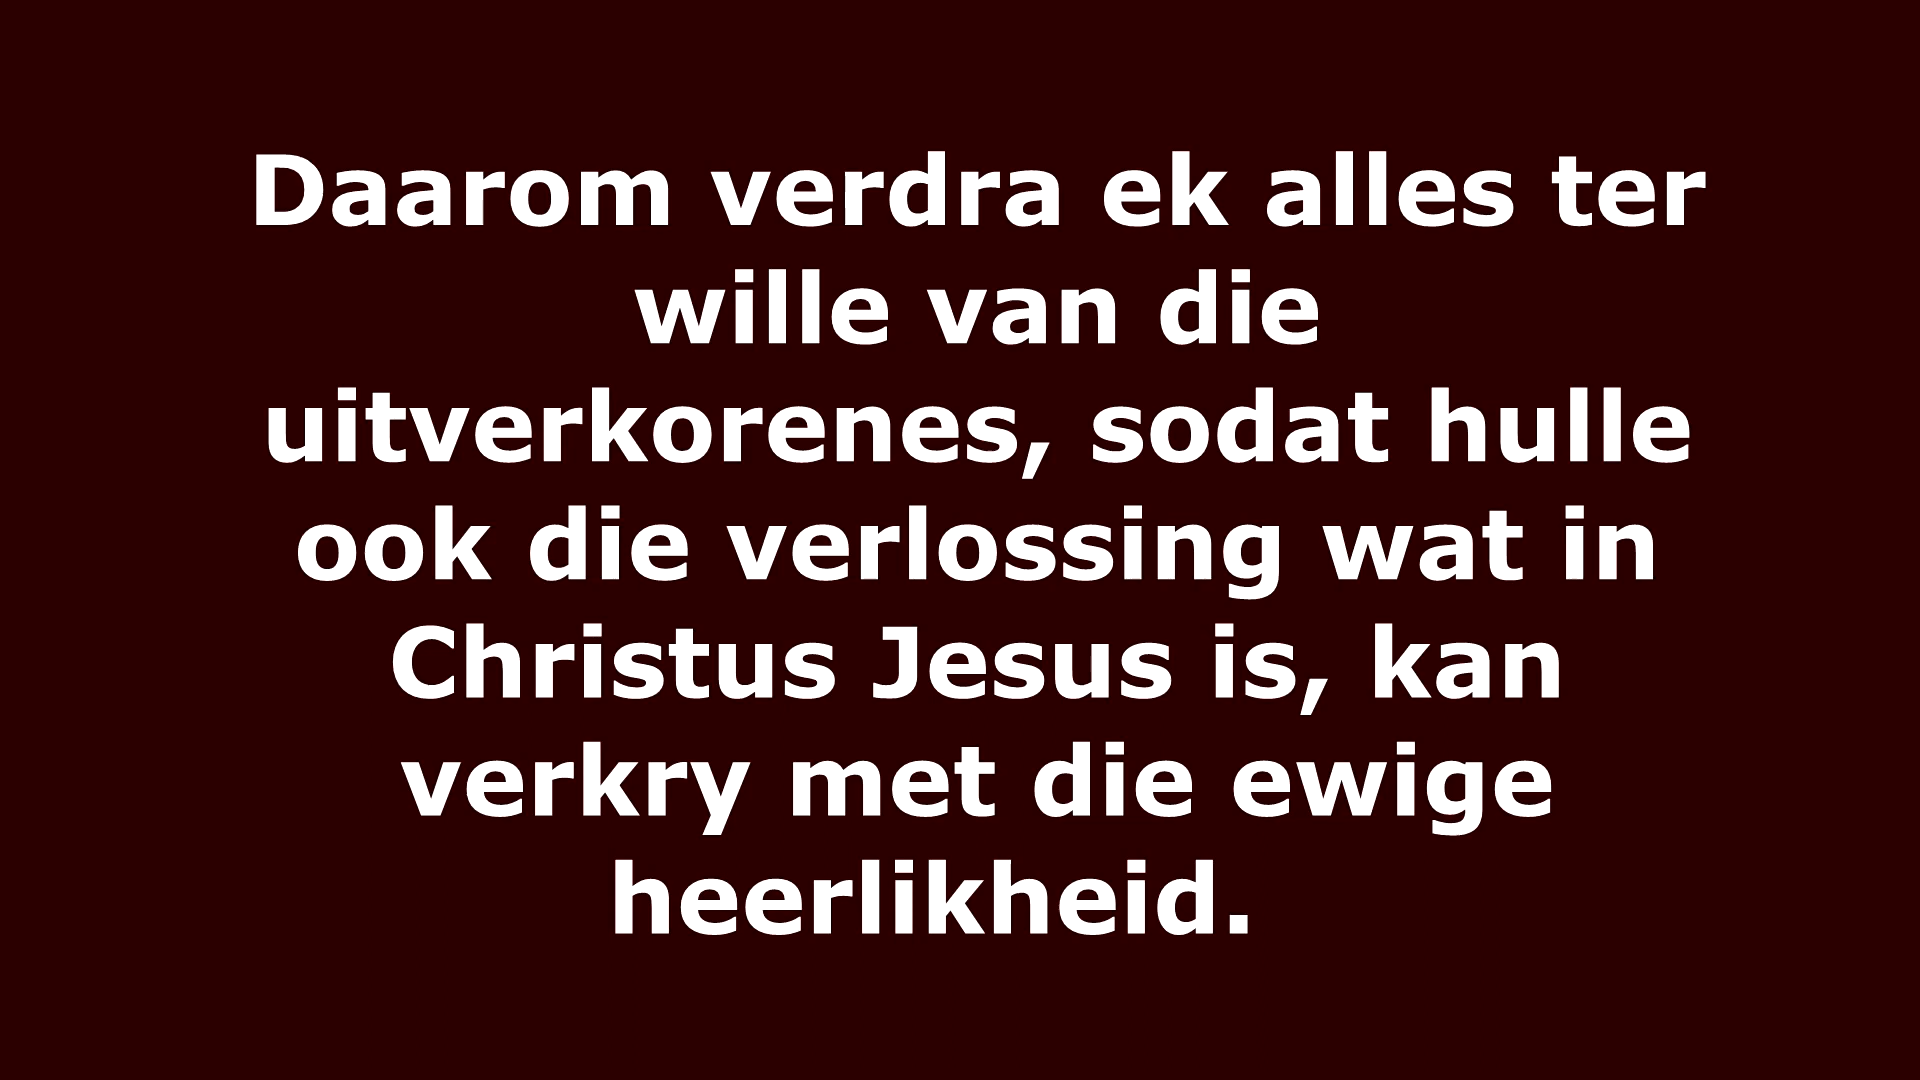 Daarom verdra ek alles ter
wille van die
uitverkorenes, sodat hulle
ook die verlossing wat in
Christus Jesus is, kan
verkry met die ewige
heerlikheid.